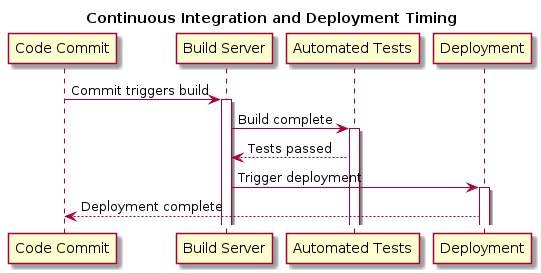 Continuous Integration and Deployment Timing
Code Commit Build Server Automated Tests Deployment
Commit triggers build
Build complete
Tests passed
Trigger deployment
Deployment complete
Code Commit Build Server Automated Tests Deployment